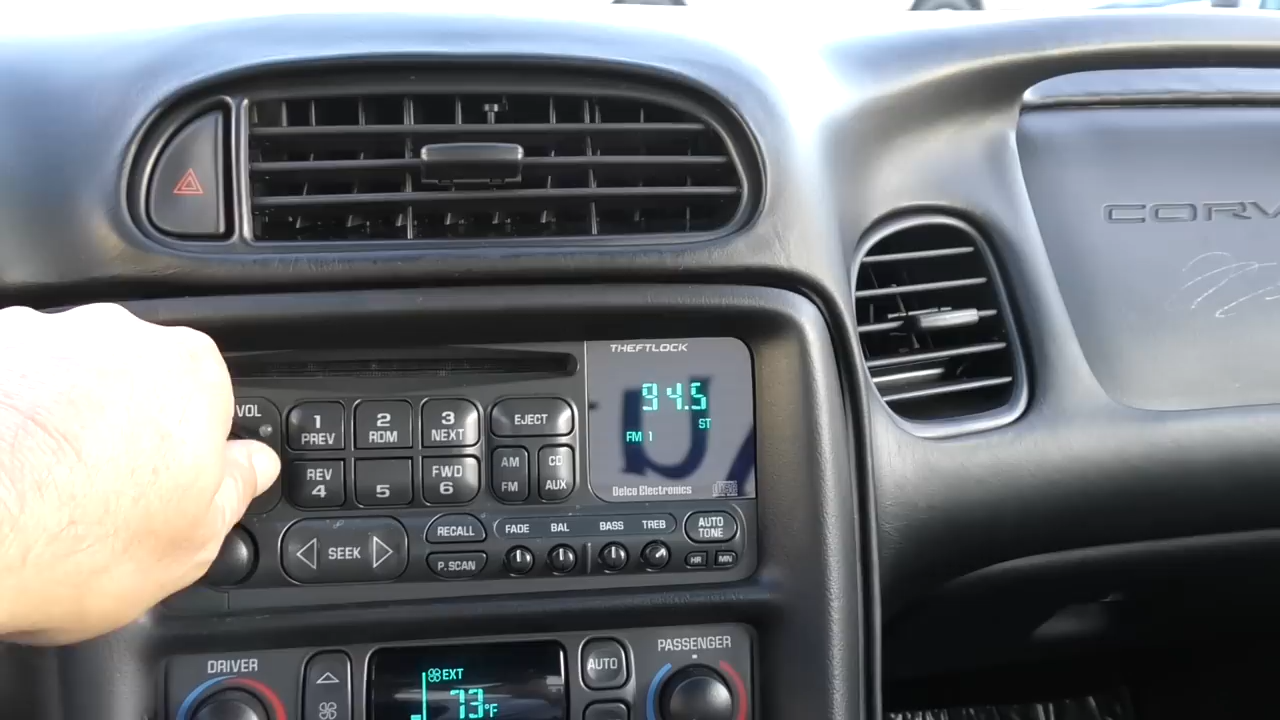 CORV
THEFTLOCK
94.5
ST
FM 1
VOL
1
PREV
2
RDM
3
NEXT
EJECT
REV
4
5
FWD
6
AM
FM
CD
AUX
Delco Electronics
SEEK
RECALL
P.SCAN
FADE BAL BASS TREB
AUTO
TONE
HR MN
DRIVER
EXT
73°F
AUTO
PASSENGER